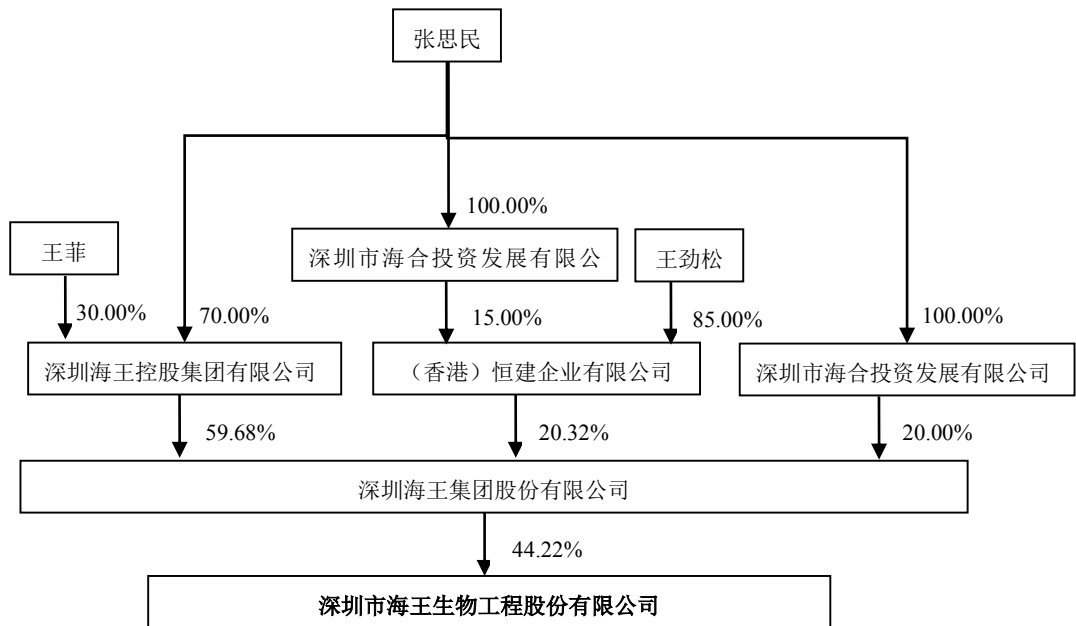 张思民
100.00%
王菲
深圳市海合投资发展有限公
王劲松
30.00%
70.00%
15.00%
85.00%
100.00%
深圳海王控股集团有限公司
（香港）恒建企业有限公司
深圳市海合投资发展有限公司
59.68%
20.32%
20.00%
深圳海王集团股份有限公司
44.22%
深圳市海王生物工程股份有限公司